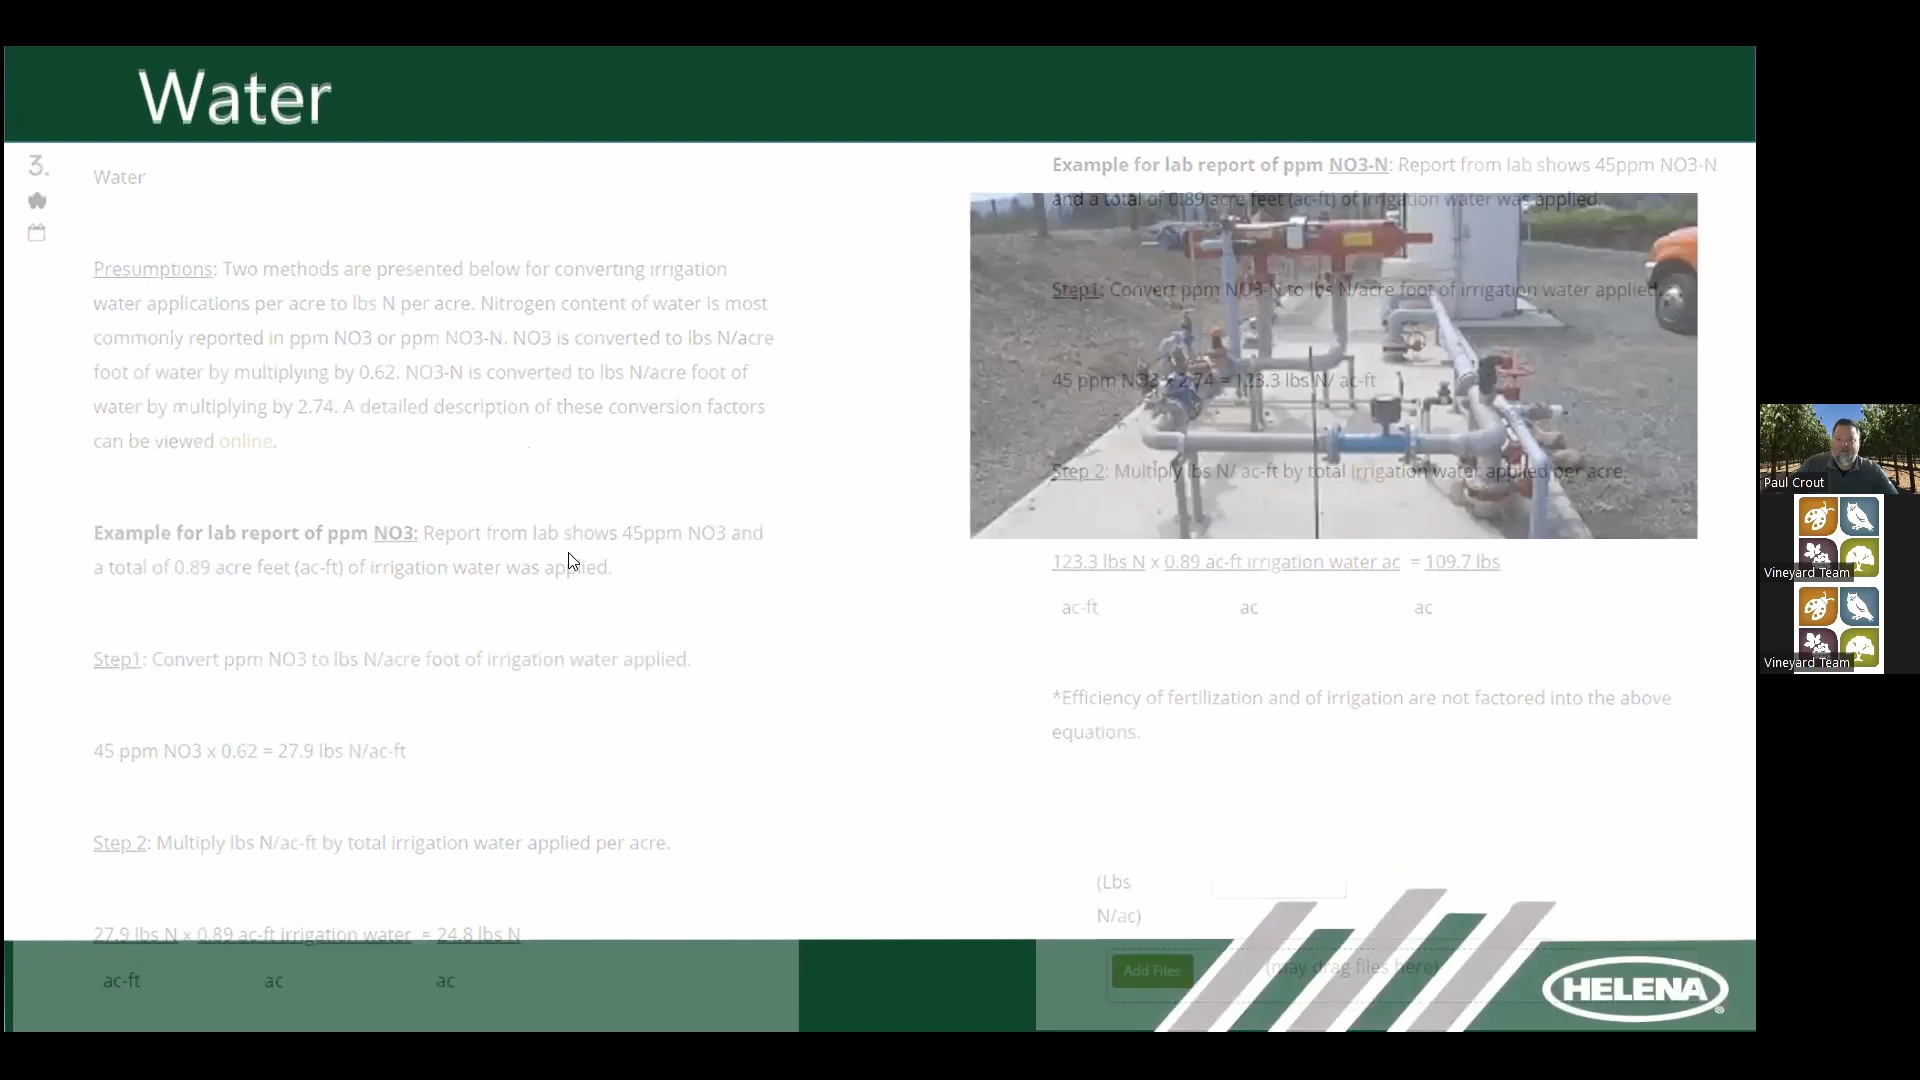 Water
3.
Water
Presumptions: Two methods are presented below for converting irrigation
water applications per acre to lbs N per acre. Nitrogen content of water is most
commonly reported in ppm NO3 or ppm NO3-N. NO3 is converted to lbs N/acre
foot of water by multiplying by 0.62. NO3-N is converted to lbs N/acre foot of
water by multiplying by 2.74. A detailed description of these conversion factors
can be viewed online.
Example for lab report of ppm NO3: Report from lab shows 45ppm NO3 and
a total of 0.89 acre feet (ac-ft) of irrigation water was applied.
Step1: Convert ppm NO3 to lbs N/acre foot of irrigation water applied.
45 ppm NO3 x 0.62 = 27.9 lbs N/ac-ft
Step 2: Multiply lbs N/ac-ft by total irrigation water applied per acre.
27.9 lbs N x 0.89 ac-ft irrigation water = 24.8 lbs N
ac-ft ac ac
Example for lab report of ppm NO3-N: Report from lab shows 45ppm NO3-N
and a total of 0.89 acre feet (ac-ft) of irrigation water was applied.
Step1: Convert ppm NO3-N to lbs N/acre foot of irrigation water applied.
45 ppm NO3 x 2.74 = 123.3 lbs N/ ac-ft
Step 2: Multiply lbs N/ ac-ft by total irrigation water applied per acre.
123.3 lbs N x 0.89 ac-ft irrigation water ac = 109.7 lbs
ac-ft ac ac
*Efficiency of fertilization and of irrigation are not factored into the above
equations.
(Lbs
N/ac)
Add Files
(may drag files here)
HELENA
Paul Crout
Vineyard Team
Vineyard Team